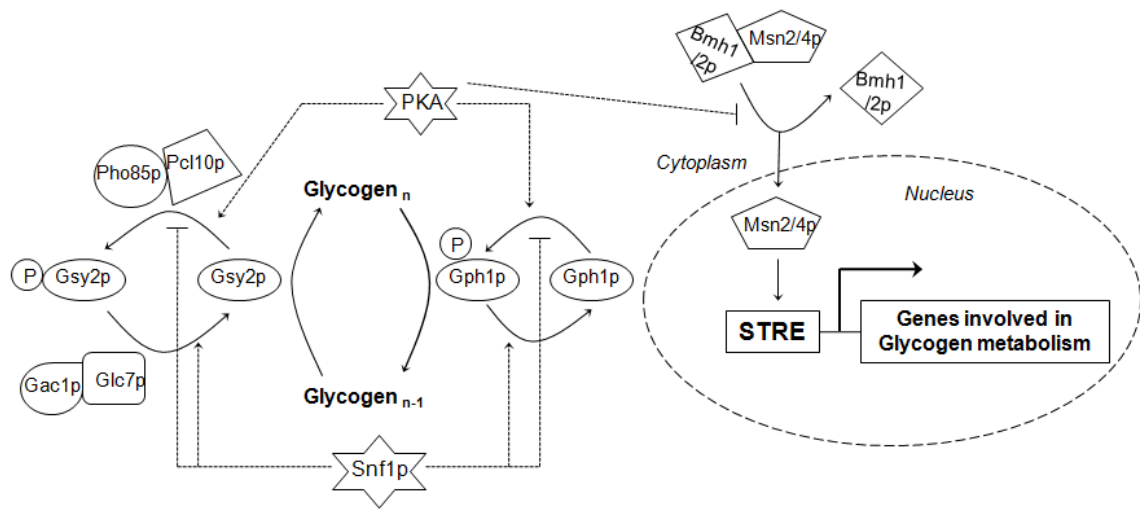 Bmh1
/2p
Msn2/4p
Bmh1
/2p
PKA
Cytoplasm
Pho85p
Pcl10p
Glycogen n
Nucleus
Msn2/4p
P
P
Gsy2p
Gsy2p
Gph1p
Gph1p
STRE
Genes involved in
Glycogen metabolism
Gac1p
Glc7p
Glycogen n-1
Snf1p